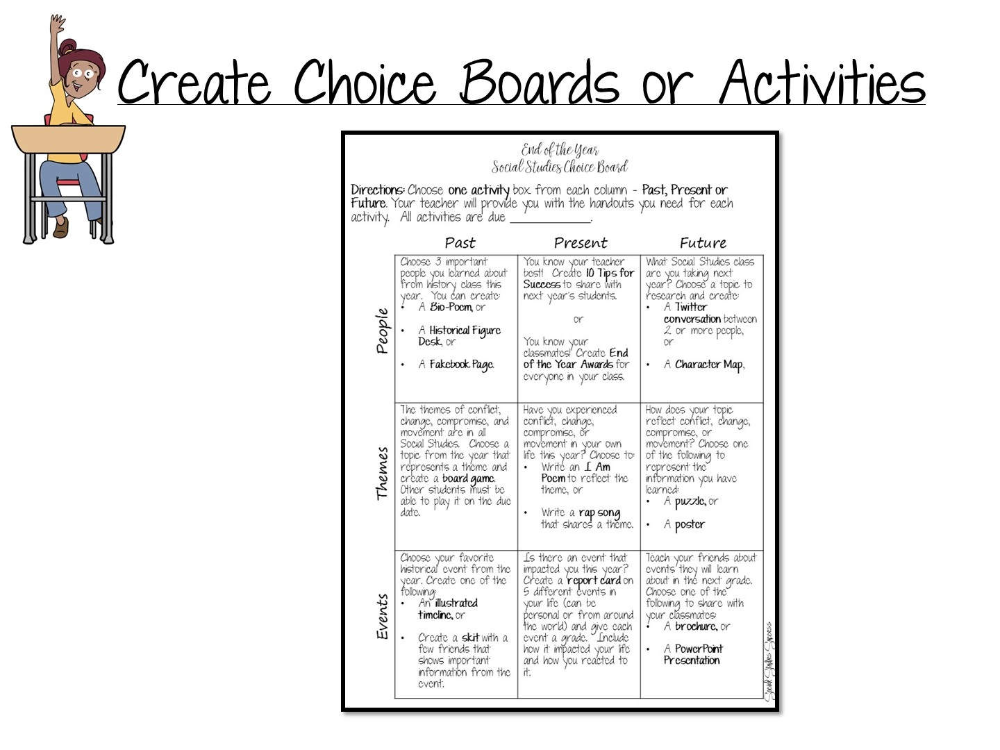 Create Choice Boards or Activities
End of the Year
Social Studies Choice Board
Directions: Choose one activity box from each column - Past, Present or
Future. Your teacher will provide you with the handouts you need for each
activity. All activities are due ____________.
Past
Present
Future
People
Choose 3 important
people you learned about
from history class this
year. You can create:
• A Bio-Poem, or
• A Historical Figure
Desk, or
• A Fakebook Page.
You know your teacher
best! Create 10 Tips for
Success to share with
next year's students.
or
You know your
classmates! Create End
of the Year Awards for
everyone in your class.
What Social Studies class
are you taking next
year? Choose a topic to
research and create:
• A Twitter
conversation between
2 or more people,
or
• A Character Map,
Themes
The themes of conflict,
change, compromise, and
movement are in all
Social Studies. Choose a
topic from the year that
represents a theme and
create a board game.
Other students must be
able to play it on the due
date.
Have you experienced
conflict, change,
compromise, or
movement in your own
life this year? Choose to:
• Write an I Am
Poem to reflect the
theme, or
• Write a rap song
that shares a theme.
How does your topic
reflect conflict, change,
compromise, or
movement? Choose one
of the following to
represent the
information you have
learned:
• A puzzle, or
• A poster
Events
Choose your favorite
historical event from the
year. Create one of the
following:
• An illustrated
timeline, or
• Create a skit with a
few friends that
shows important
information from the
event.
Is there an event that
impacted you this year?
Create a report card on
5 different events in
your life (can be
personal or from around
the world) and give each
event a grade. Include
how it impacted your life
and how you reacted to
it.
Teach your friends about
events they will learn
about in the next grade.
Choose one of the
following to share with
your classmates:
• A brochure, or
• A PowerPoint
Presentation
Social Studies Success